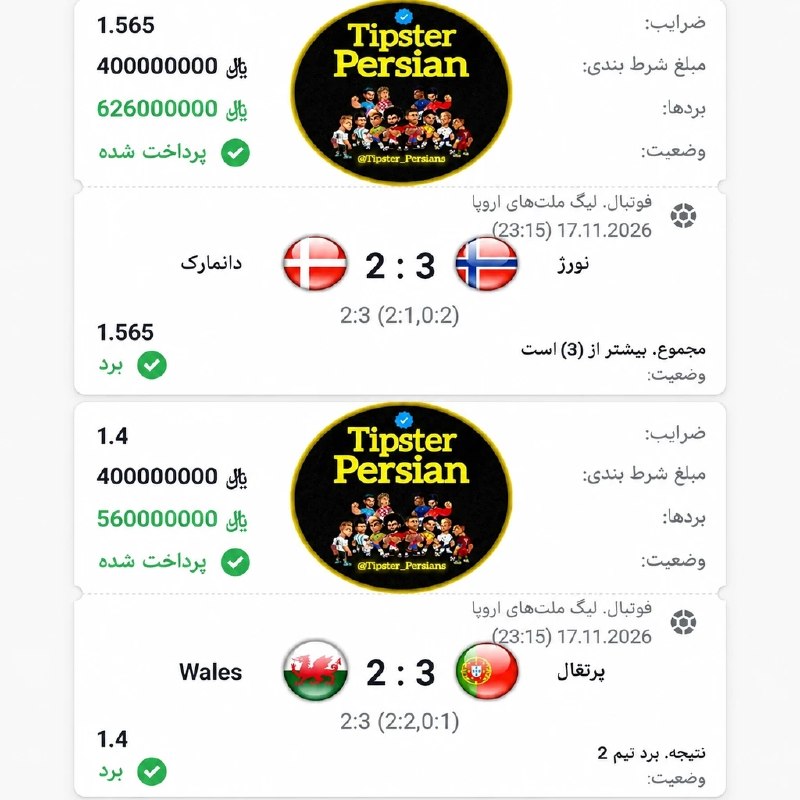 ضرایب: 1.565
مبلغ شرط بندی: 400000000 ﷼
بردها: 626000000 ﷼
وضعیت: پرداخت شده
Tipster
Persian
@Tipster_Persians
فوتبال. لیگ ملت‌های اروپا
17.11.2026 (23:15)
نورژ 2 : 3 دانمارک
2:3 (2:1,0:2)
1.565
مجموع. بیشتر از (3) است
وضعیت: برد
ضرایب: 1.4
مبلغ شرط بندی: 400000000 ﷼
بردها: 560000000 ﷼
وضعیت: پرداخت شده
Tipster
Persian
@Tipster_Persians
فوتبال. لیگ ملت‌های اروپا
17.11.2026 (23:15)
پرتغال 2 : 3 Wales
2:3 (2:2,0:1)
1.4
نتیجه. برد تیم 2
وضعیت: برد